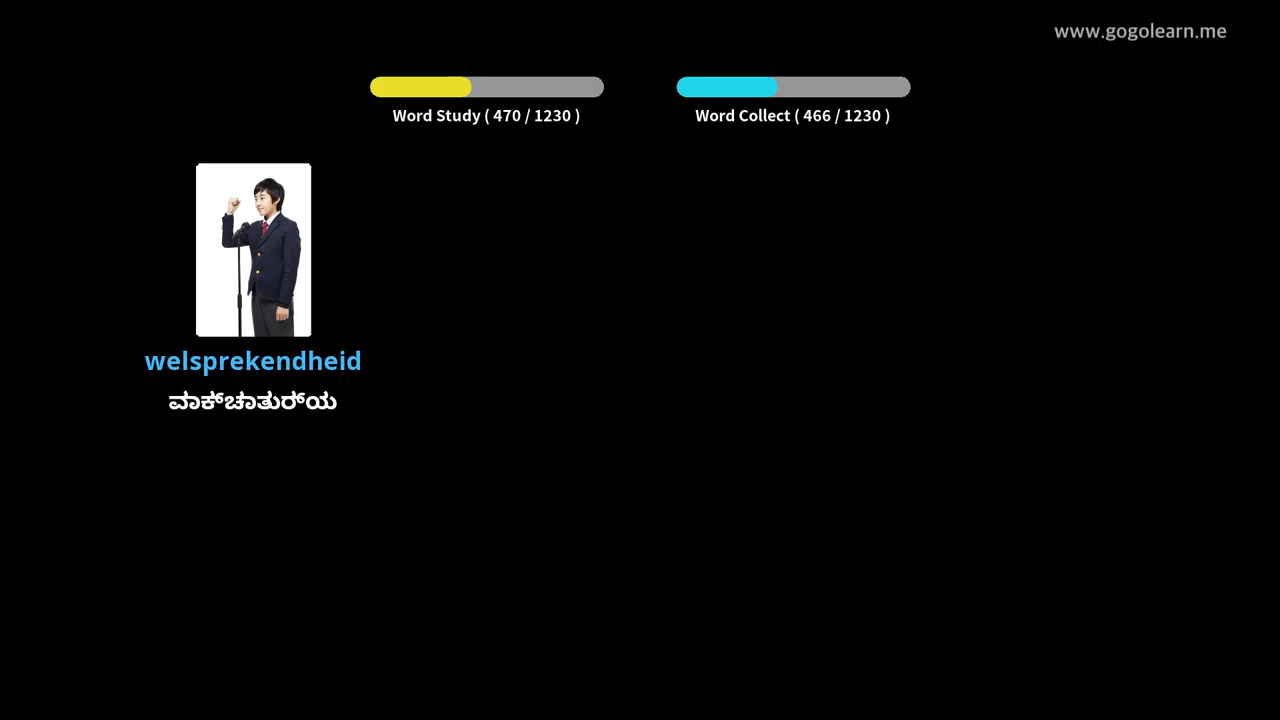 www.gogolearn.me
Word Study ( 470 / 1230 )
Word Collect ( 466 / 1230 )
welsprekendheid
ವಾಕ್‌ಚಾತುರ್‍ಯ